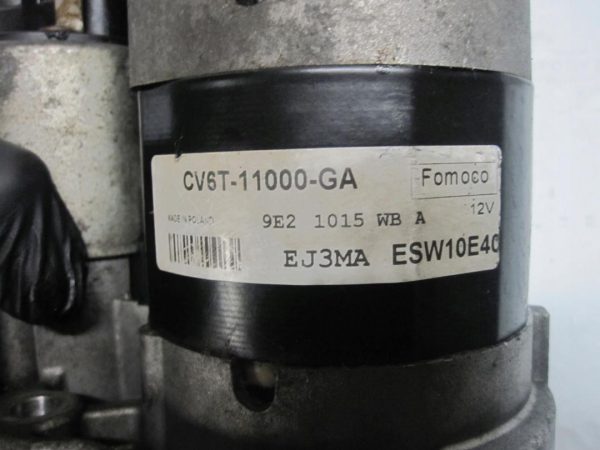 CV6T-11000-GA
Fomoco
12V
MADE IN POLAND
9E2 1015 WB A
EJ3MA ESW10E40